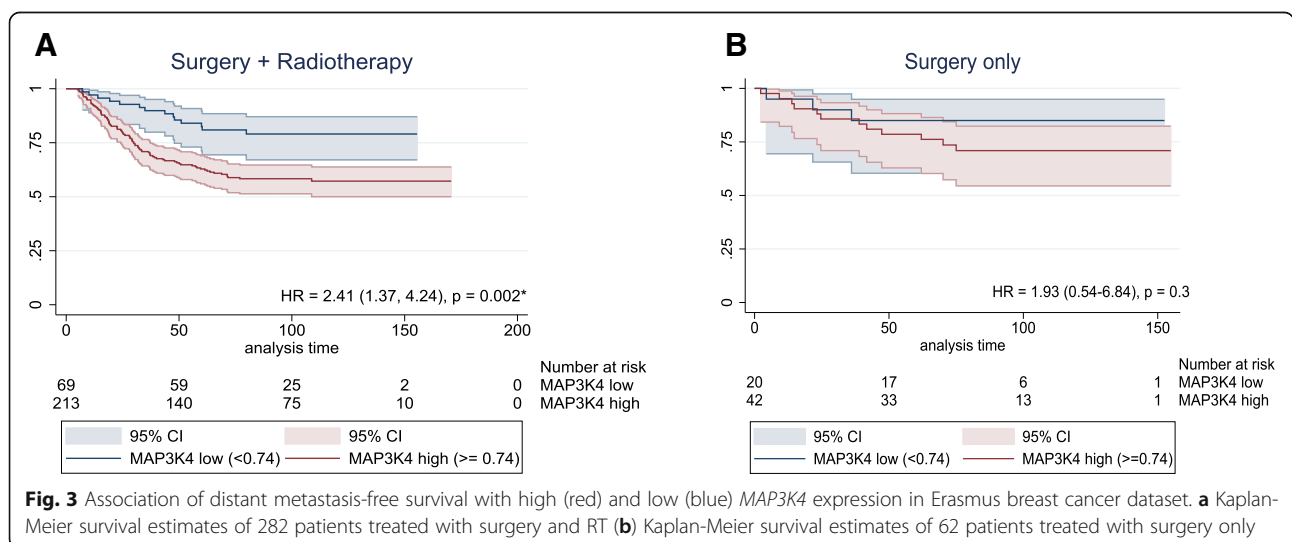 A
Surgery + Radiotherapy
1
.75
.5
.25
0
HR = 2.41 (1.37, 4.24), p = 0.002*
0 50 100 150 200
analysis time
Number at risk
69 59 25 2 0 MAP3K4 low
213 140 75 10 0 MAP3K4 high
95% CI 95% CI
MAP3K4 low (<0.74) MAP3K4 high (>= 0.74)
B
Surgery only
1
.75
.5
.25
0
HR = 1.93 (0.54-6.84), p = 0.3
0 50 100 150
analysis time
Number at risk
20 17 6 1 MAP3K4 low
42 33 13 1 MAP3K4 high
95% CI 95% CI
MAP3K4 low (<0.74) MAP3K4 high (>=0.74)
Fig. 3 Association of distant metastasis-free survival with high (red) and low (blue) MAP3K4 expression in Erasmus breast cancer dataset. a Kaplan-
Meier survival estimates of 282 patients treated with surgery and RT (b) Kaplan-Meier survival estimates of 62 patients treated with surgery only